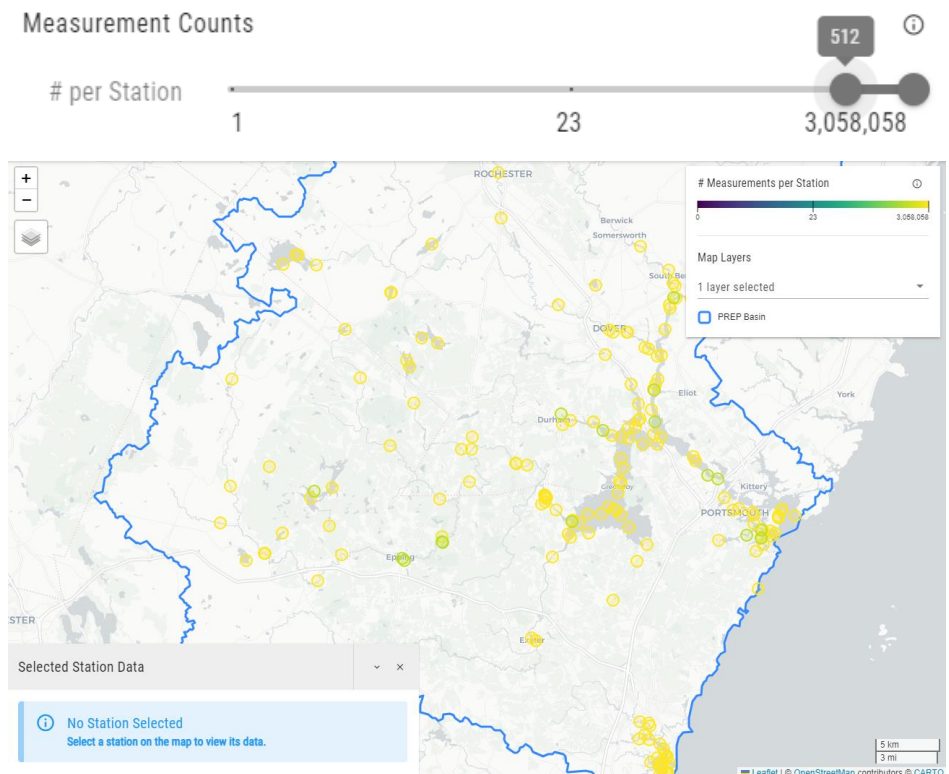 Measurement Counts
512
# per Station
1
23
3,058,058
+
−
ROCHESTER
# Measurements per Station
0
23
3,058,058
Berwick
Somersworth
Map Layers
South Be
1 layer selected
PREP Basin
DOVER
Eliot
York
Durham
Kittery
PORTSMOUTH
Epping
STER
Exeter
Selected Station Data
No Station Selected
Select a station on the map to view its data.
5 km
3 mi
Leaflet | © OpenStreetMap contributors © CARTO